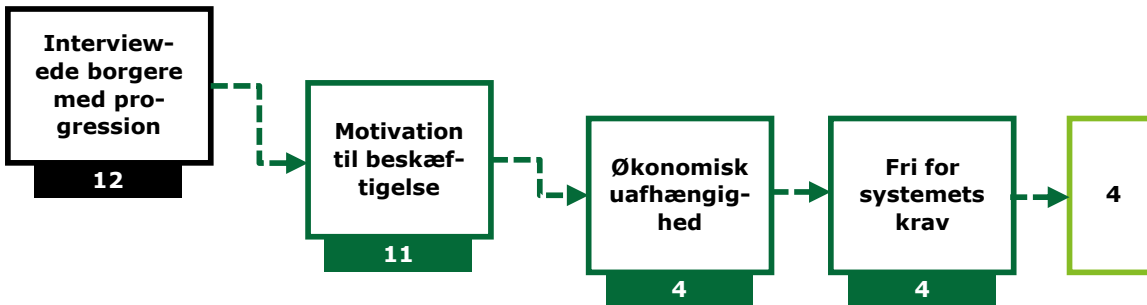 Interview-
ede borgere
med pro-
gression
12
Motivation
til beskæf-
tigelse
11
Økonomisk
uafhængig-
hed
4
Fri for
systemets
krav
4
4